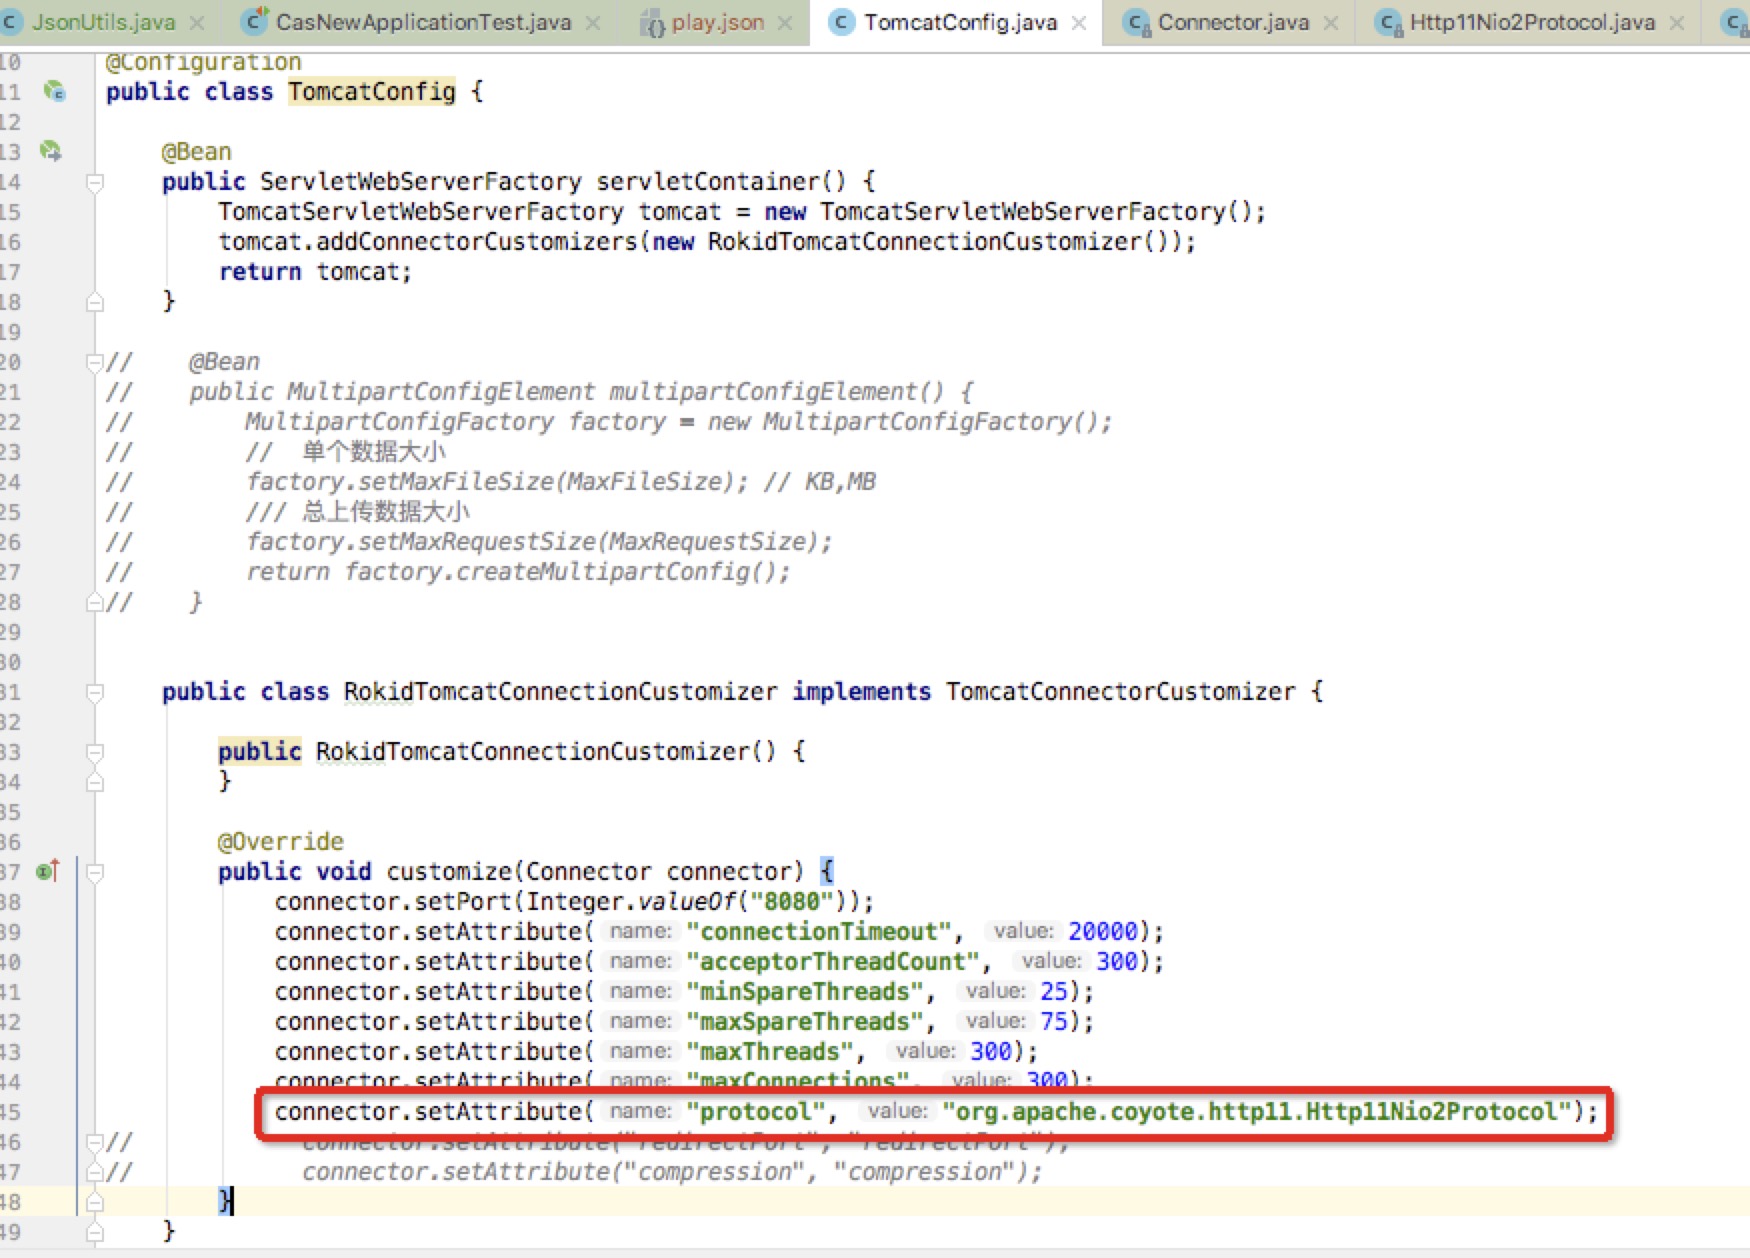 JsonUtils.java CasNewApplicationTest.java play.json TomcatConfig.java Connector.java Http11Nio2Protocol.java
10 @Configuration
11 public class TomcatConfig {
12
13 @Bean
14 public ServletWebServerFactory servletContainer() {
15 TomcatServletWebServerFactory tomcat = new TomcatServletWebServerFactory();
16 tomcat.addConnectorCustomizers(new RokidTomcatConnectionCustomizer());
17 return tomcat;
18 }
19
20 // @Bean
21 // public MultipartConfigElement multipartConfigElement() {
22 // MultipartConfigFactory factory = new MultipartConfigFactory();
23 // // 单个数据大小
24 // factory.setMaxFileSize(MaxFileSize); // KB,MB
25 // /// 总上传数据大小
26 // factory.setMaxRequestSize(MaxRequestSize);
27 // return factory.createMultipartConfig();
28 // }
29
30
31 public class RokidTomcatConnectionCustomizer implements TomcatConnectorCustomizer {
32
33 public RokidTomcatConnectionCustomizer() {
34 }
35
36 @Override
37 public void customize(Connector connector) {
38 connector.setPort(Integer.valueOf("8080"));
39 connector.setAttribute( name: "connectionTimeout", value: 20000);
40 connector.setAttribute( name: "acceptorThreadCount", value: 300);
41 connector.setAttribute( name: "minSpareThreads", value: 25);
42 connector.setAttribute( name: "maxSpareThreads", value: 75);
43 connector.setAttribute( name: "maxThreads", value: 300);
44 connector.setAttribute( name: "maxConnections", value: 300);
45 connector.setAttribute( name: "protocol", value: "org.apache.coyote.http11.Http11Nio2Protocol");
46 // connector.setAttribute("redirectPort", "redirectPort");
47 // connector.setAttribute("compression", "compression");
48 }
49 }